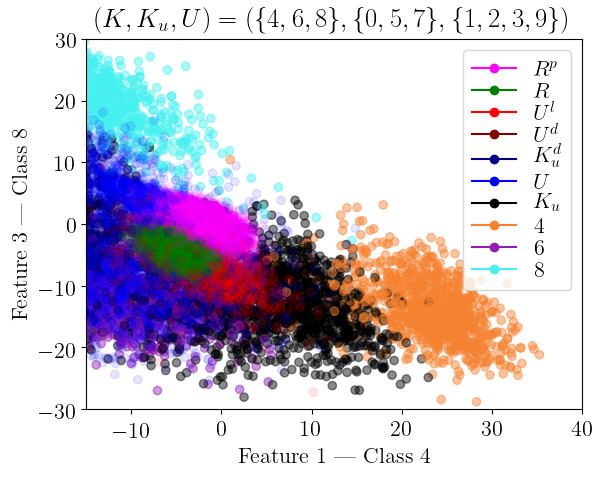 (K, K_u, U) = ({4, 6, 8}, {0, 5, 7}, {1, 2, 3, 9})
30
20
10
0
−10
−20
−30
Feature 3 — Class 8
R^p
R
U^l
U^d
K_u^d
U
K_u
4
6
8
−10
0
10
20
30
40
Feature 1 — Class 4